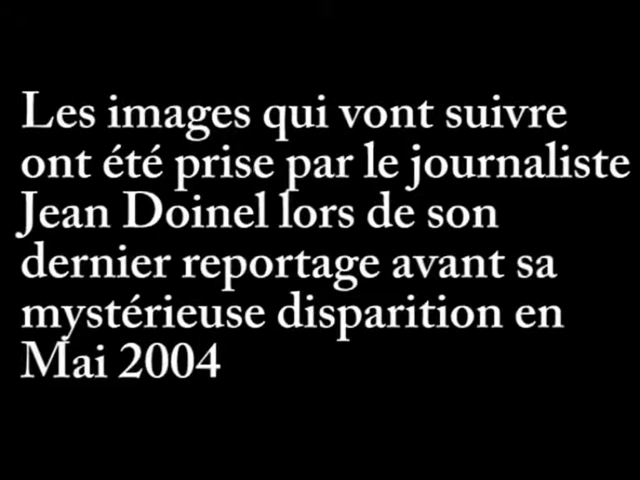 Les images qui vont suivre
ont été prise par le journaliste
Jean Doinel lors de son
dernier reportage avant sa
mystérieuse disparition en
Mai 2004